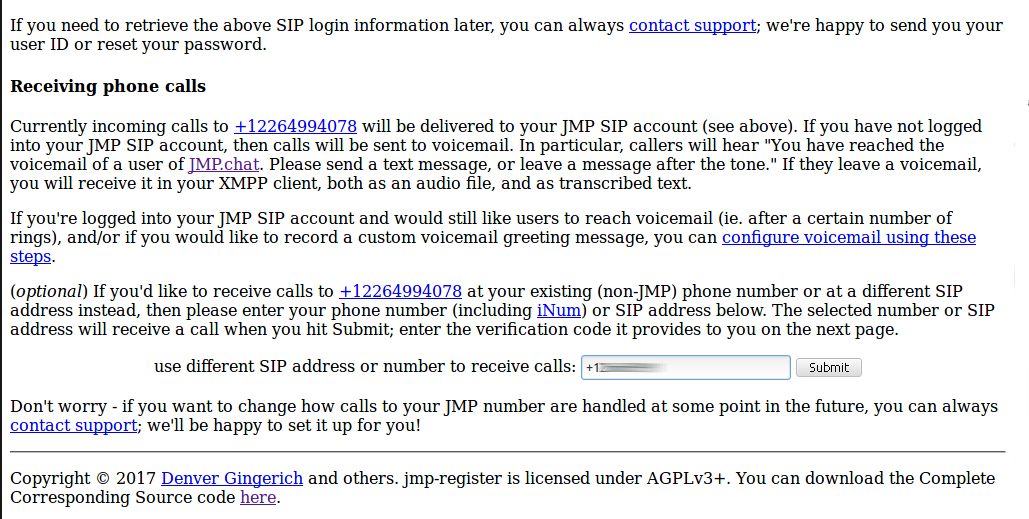 If you need to retrieve the above SIP login information later, you can always contact support; we're happy to send you your
user ID or reset your password.
Receiving phone calls
Currently incoming calls to +12264994078 will be delivered to your JMP SIP account (see above). If you have not logged
into your JMP SIP account, then calls will be sent to voicemail. In particular, callers will hear "You have reached the
voicemail of a user of JMP.chat. Please send a text message, or leave a message after the tone." If they leave a voicemail,
you will receive it in your XMPP client, both as an audio file, and as transcribed text.
If you're logged into your JMP SIP account and would still like users to reach voicemail (ie. after a certain number of
rings), and/or if you would like to record a custom voicemail greeting message, you can configure voicemail using these
steps.
(optional) If you'd like to receive calls to +12264994078 at your existing (non-JMP) phone number or at a different SIP
address instead, then please enter your phone number (including iNum) or SIP address below. The selected number or SIP
address will receive a call when you hit Submit; enter the verification code it provides to you on the next page.
use different SIP address or number to receive calls: +1 Submit
Don't worry - if you want to change how calls to your JMP number are handled at some point in the future, you can always
contact support; we'll be happy to set it up for you!
Copyright © 2017 Denver Gingerich and others. jmp-register is licensed under AGPLv3+. You can download the Complete
Corresponding Source code here.